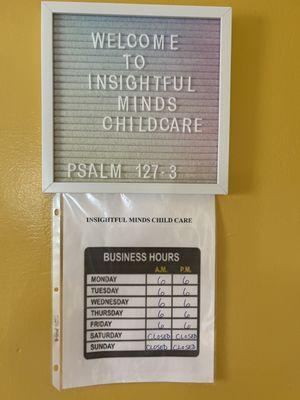 WELCOME
TO
INSIGHTFUL
MINDS
CHILDCARE
PSALM 127-3
INSIGHTFUL MINDS CHILD CARE
BUSINESS HOURS
A.M. P.M.
MONDAY 6 6
TUESDAY 6 6
WEDNESDAY 6 6
THURSDAY 6 6
FRIDAY 6 6
SATURDAY CLOSED CLOSED
SUNDAY CLOSED CLOSED